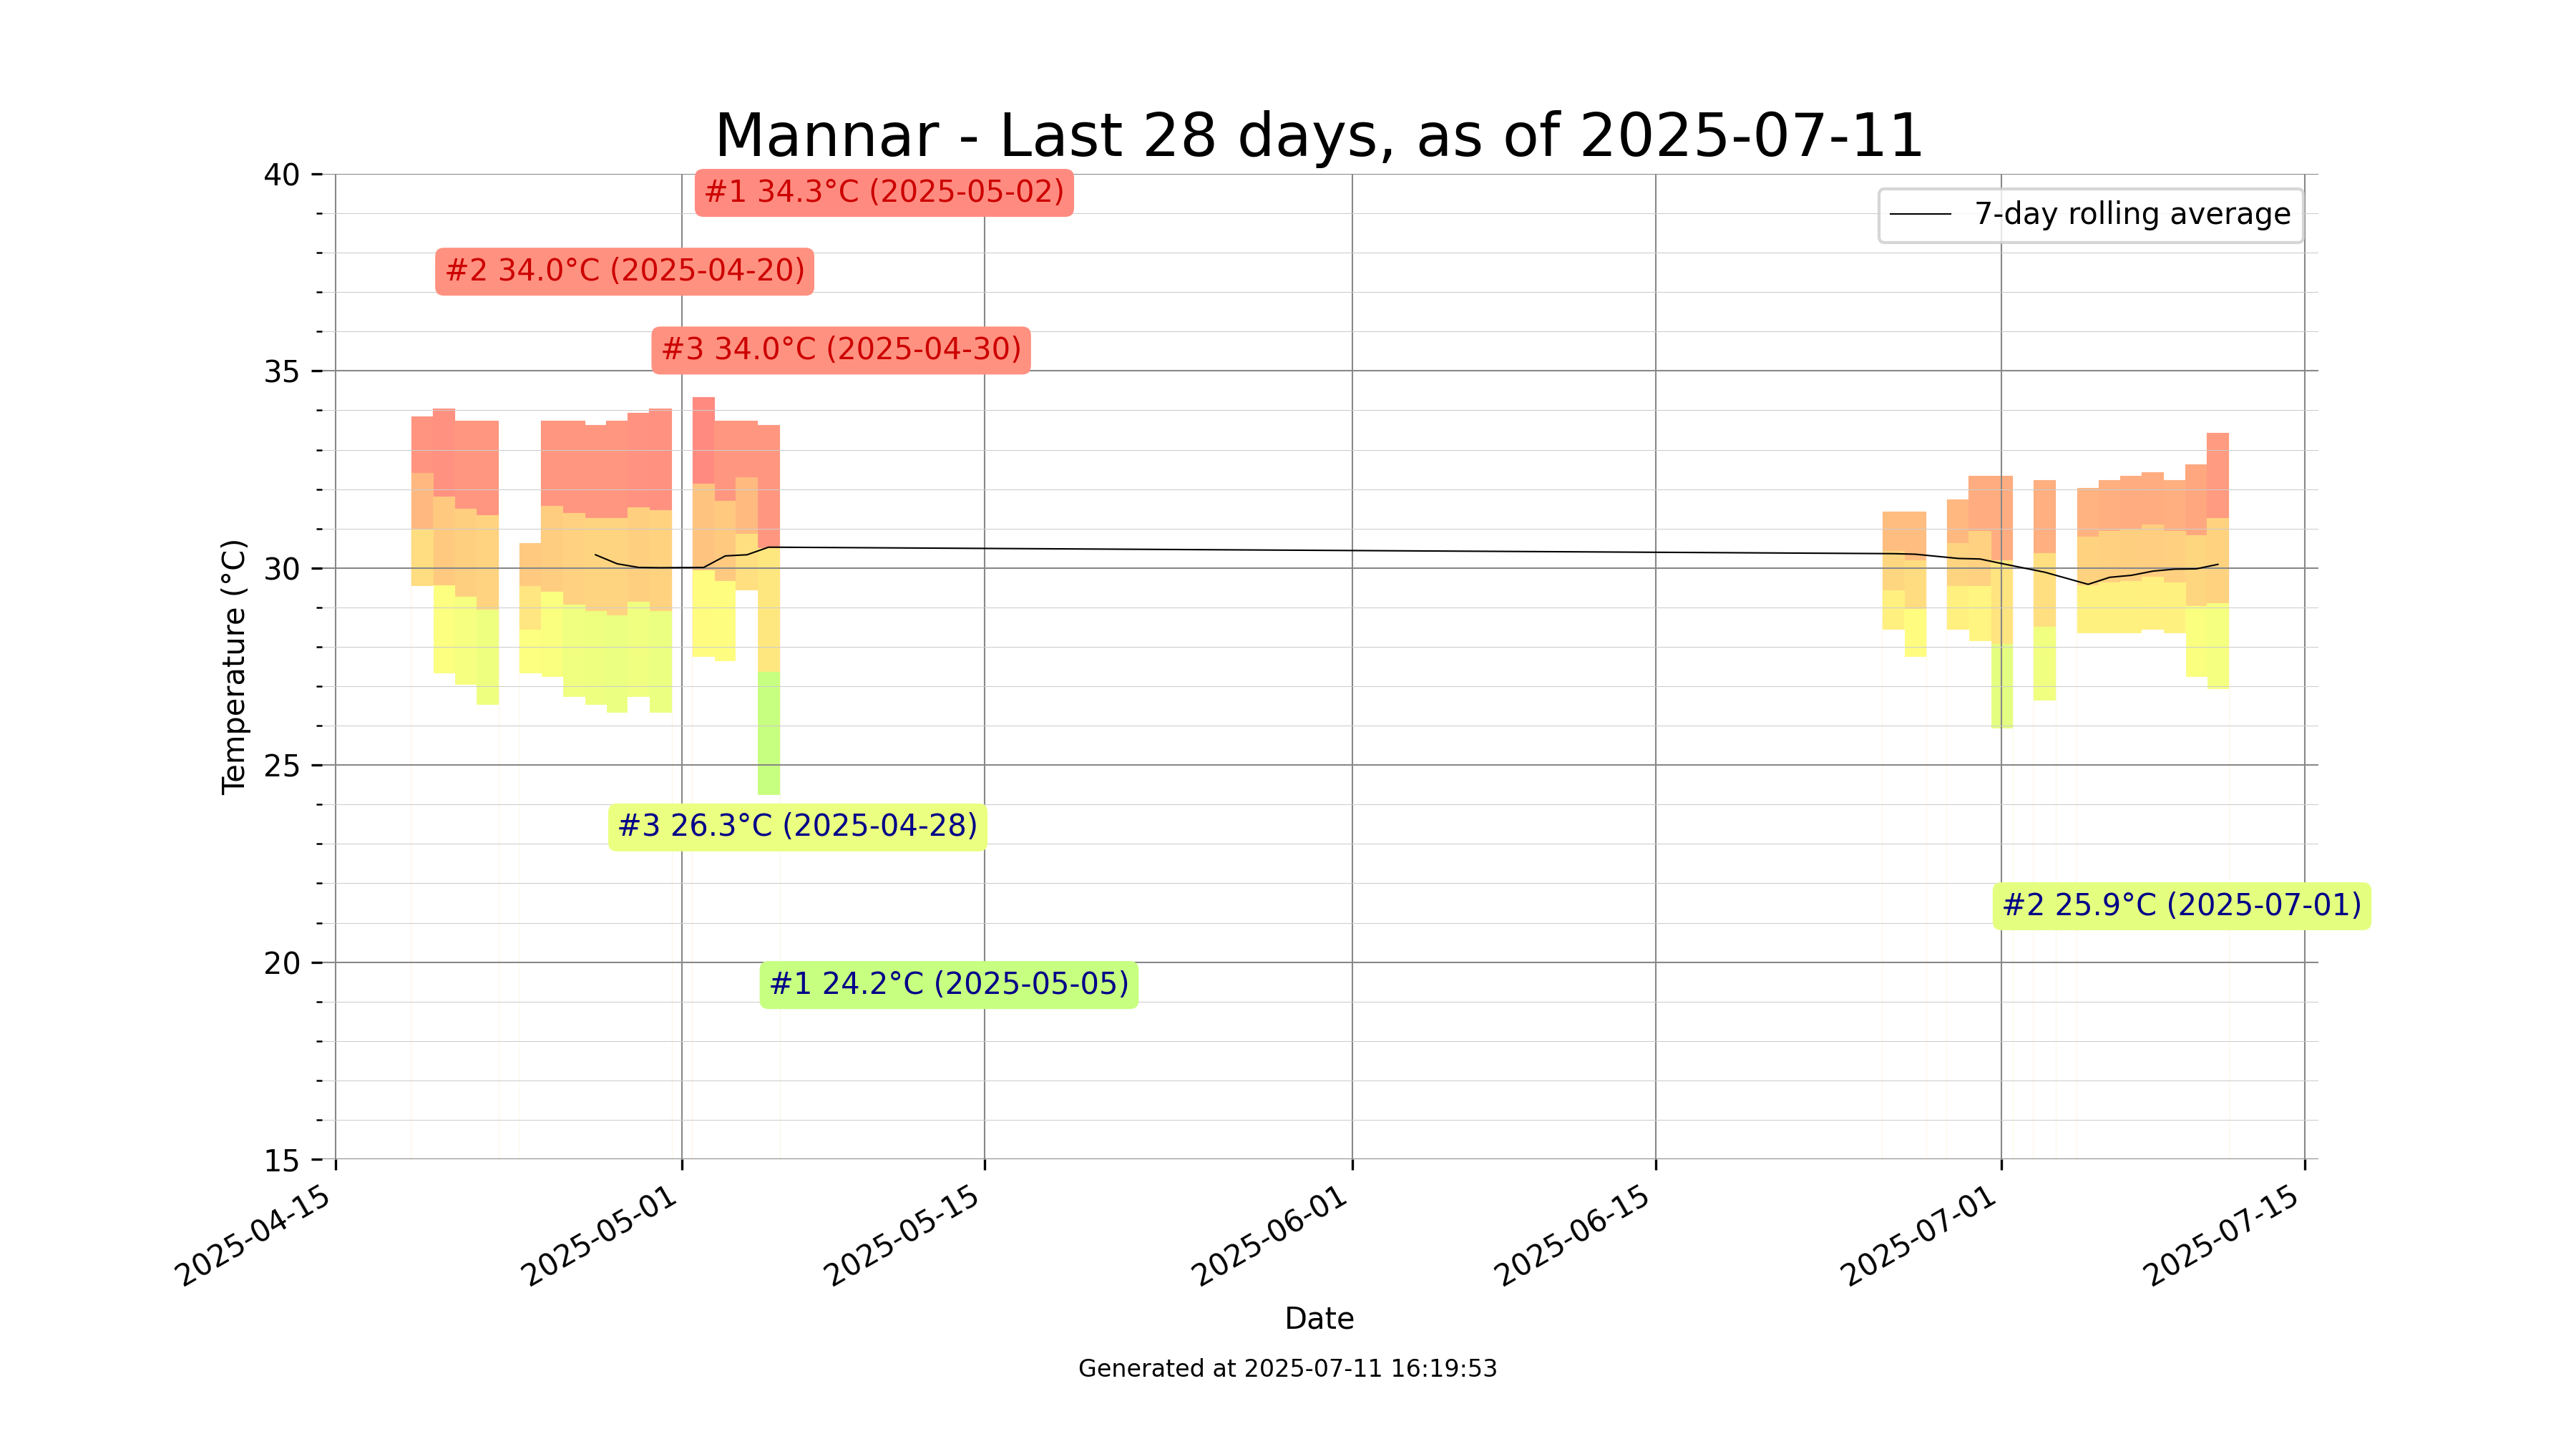 Mannar - Last 28 days, as of 2025-07-11
40
#1 34.3°C (2025-05-02)
7-day rolling average
#2 34.0°C (2025-04-20)
#3 34.0°C (2025-04-30)
35
30
Temperature (°C)
25
#3 26.3°C (2025-04-28)
#2 25.9°C (2025-07-01)
20
#1 24.2°C (2025-05-05)
15
2025-04-15
2025-05-01
2025-05-15
2025-06-01
2025-06-15
2025-07-01
2025-07-15
Date
Generated at 2025-07-11 16:19:53